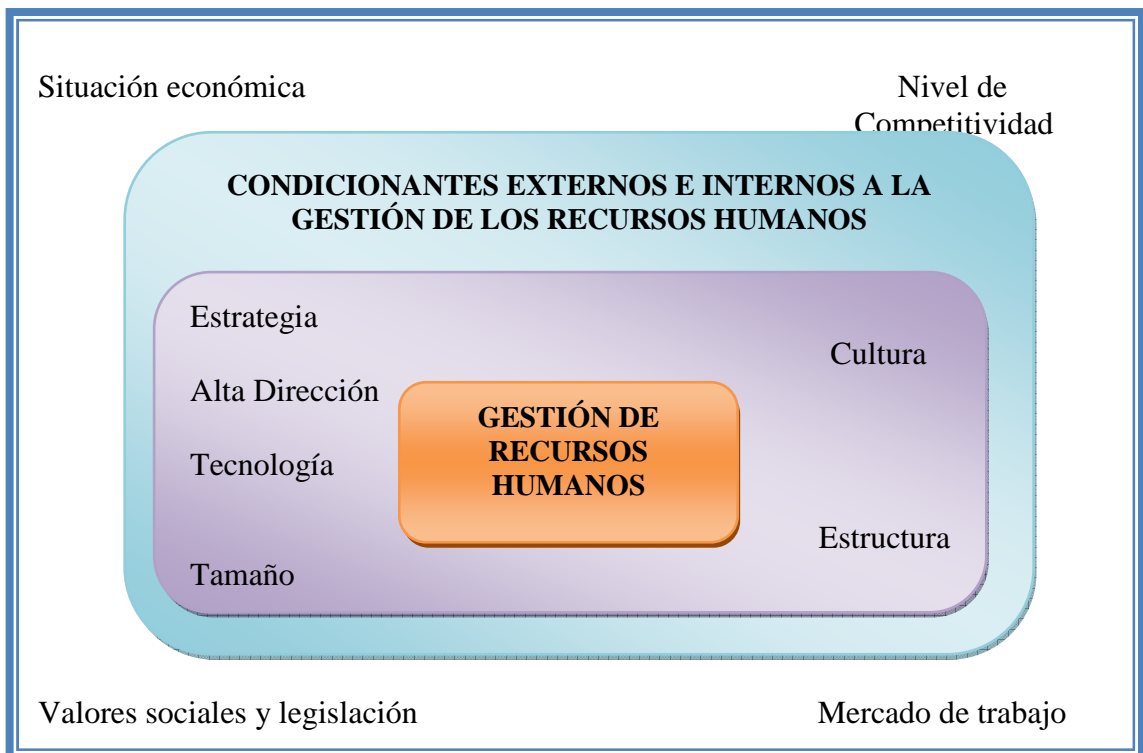 Situación económica
Nivel de
Competitividad
CONDICIONANTES EXTERNOS E INTERNOS A LA
GESTIÓN DE LOS RECURSOS HUMANOS
Estrategia
Cultura
Alta Dirección
GESTIÓN DE
RECURSOS
HUMANOS
Tecnología
Estructura
Tamaño
Valores sociales y legislación
Mercado de trabajo